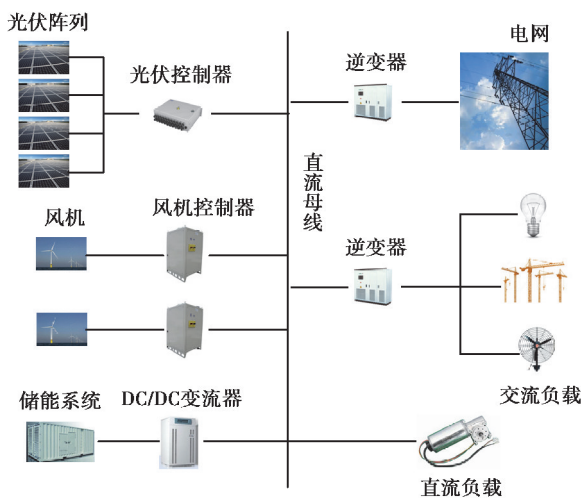 光伏阵列
光伏控制器
逆变器
电网
直流母线
风机
风机控制器
逆变器
储能系统
DC/DC变流器
交流负载
直流负载